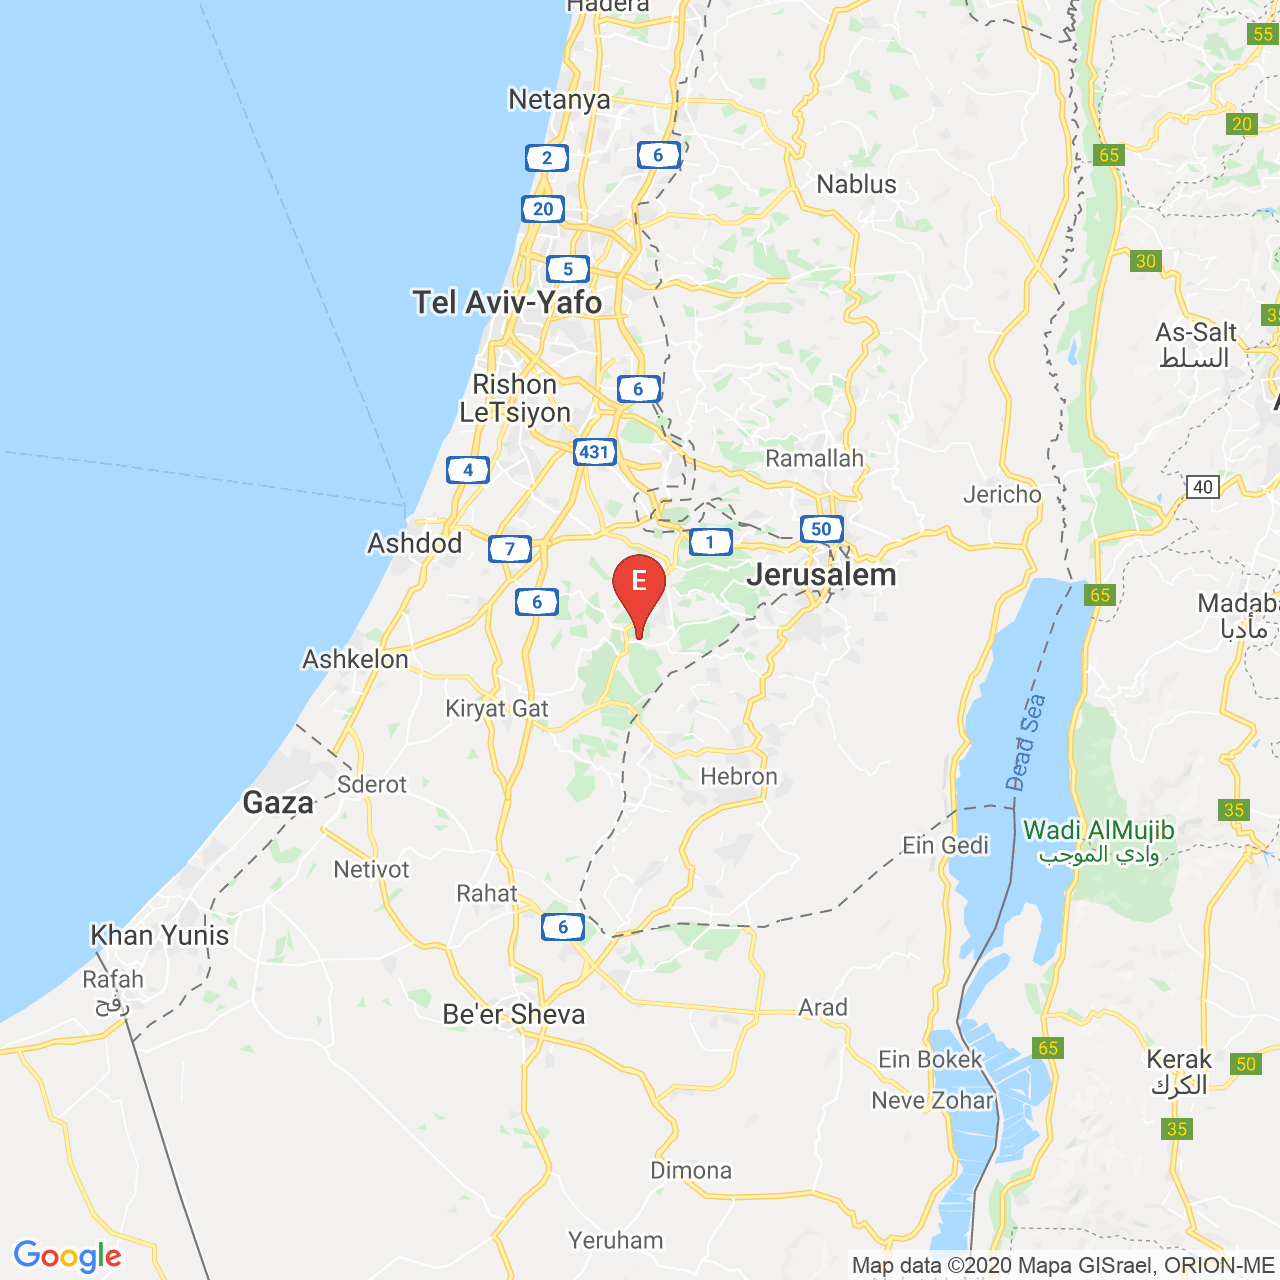 Hadera
Netanya
55
20
2
6
65
Nablus
20
30
5
Tel Aviv-Yafo
35
As-Salt
السلط
Rishon
LeTsiyon
6
431
Ramallah
4
Jericho
40
Ashdod
7
1
50
Jerusalem
E
6
65
Madaba
مأدبا
Ashkelon
Kiryat Gat
Dead Sea
Hebron
Sderot
Gaza
35
Wadi AlMujib
وادي الموجب
Ein Gedi
Netivot
Rahat
6
Khan Yunis
Rafah
رفح
Be'er Sheva
Arad
Ein Bokek
65
Kerak
الكرك
50
Neve Zohar
35
Dimona
Yeruham
Google
Map data ©2020 Mapa GISrael, ORION-ME